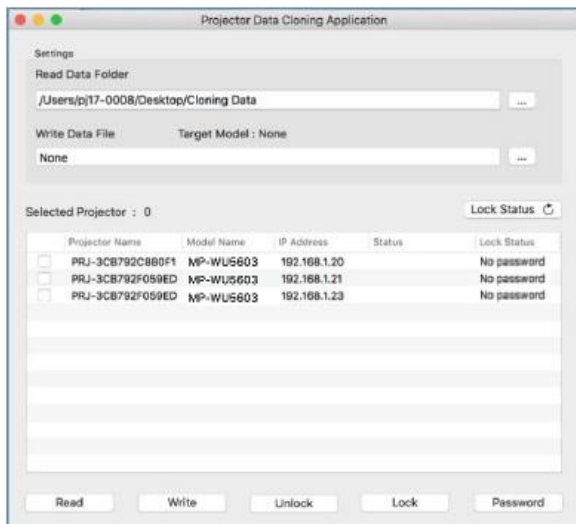 Projector Data Cloning Application
Settings
Read Data Folder
/Users/pj17-0008/Desktop/Cloning Data
...
Write Data File Target Model : None
None
...
Selected Projector : 0
Lock Status
Projector Name Model Name IP Address Status Lock Status
PRJ-3CB792C880F1 MP-WU5603 192.168.1.20 No password
PRJ-3CB792F059ED MP-WU5603 192.168.1.21 No password
PRJ-3CB792F059ED MP-WU5603 192.168.1.23 No password
Read Write Unlock Lock Password